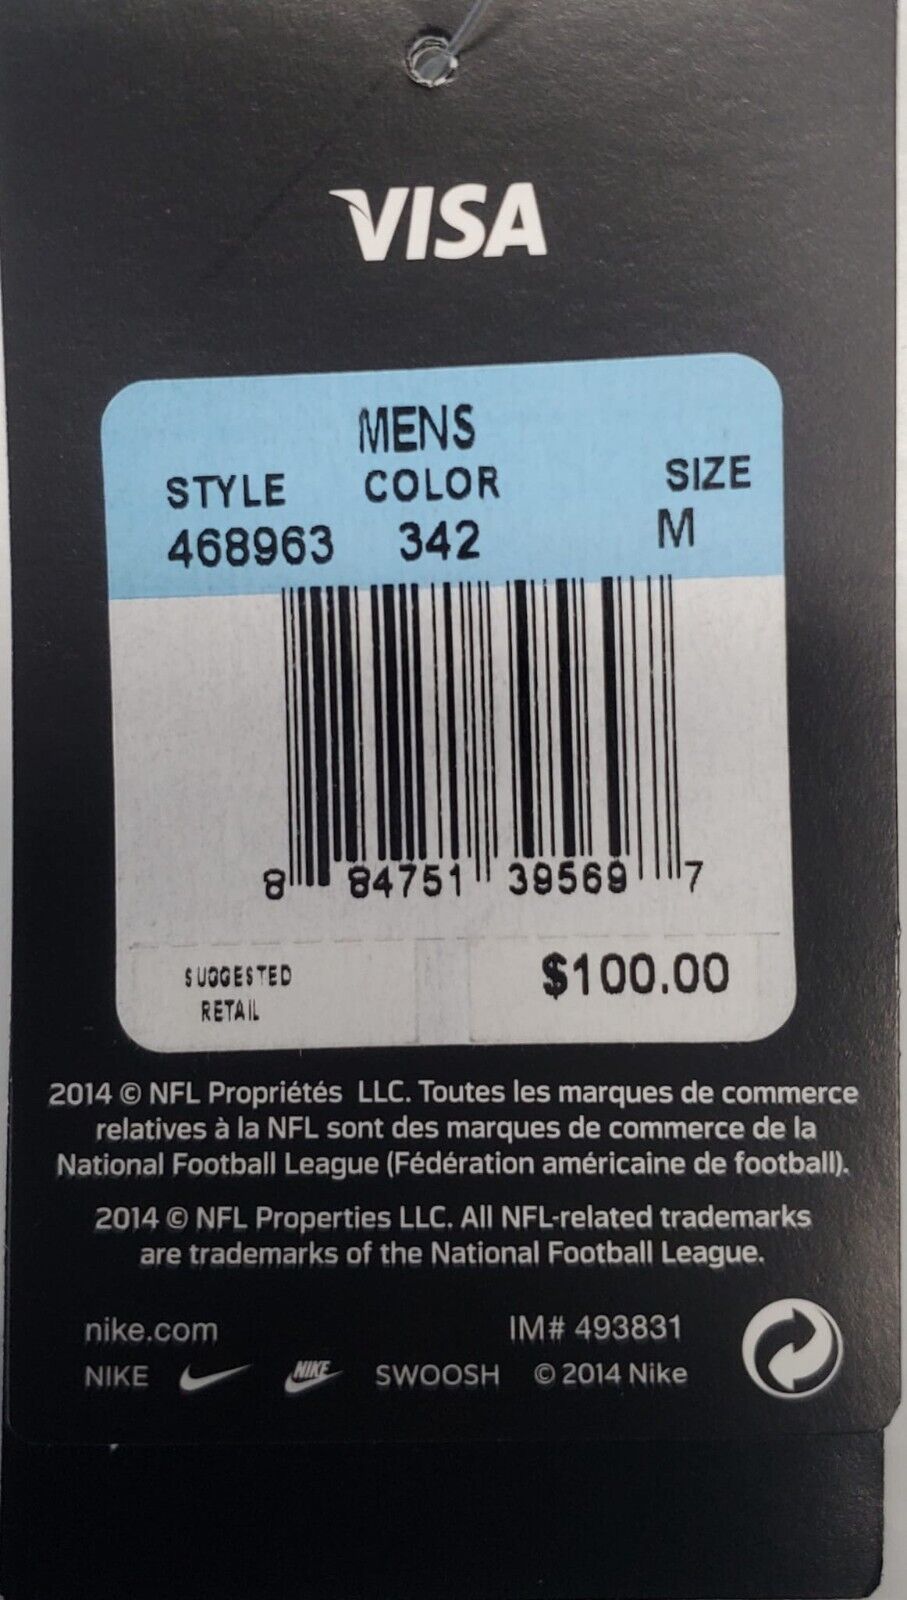 VISA
MENS
STYLE COLOR SIZE
468963 342 M
8 84751 39569 7
SUGGESTED
RETAIL
$100.00
2014 © NFL Propriétés LLC. Toutes les marques de commerce
relatives à la NFL sont des marques de commerce de la
National Football League (Fédération américaine de football).
2014 © NFL Properties LLC. All NFL-related trademarks
are trademarks of the National Football League.
nike.com IM# 493831
NIKE NIKE SWOOSH © 2014 Nike